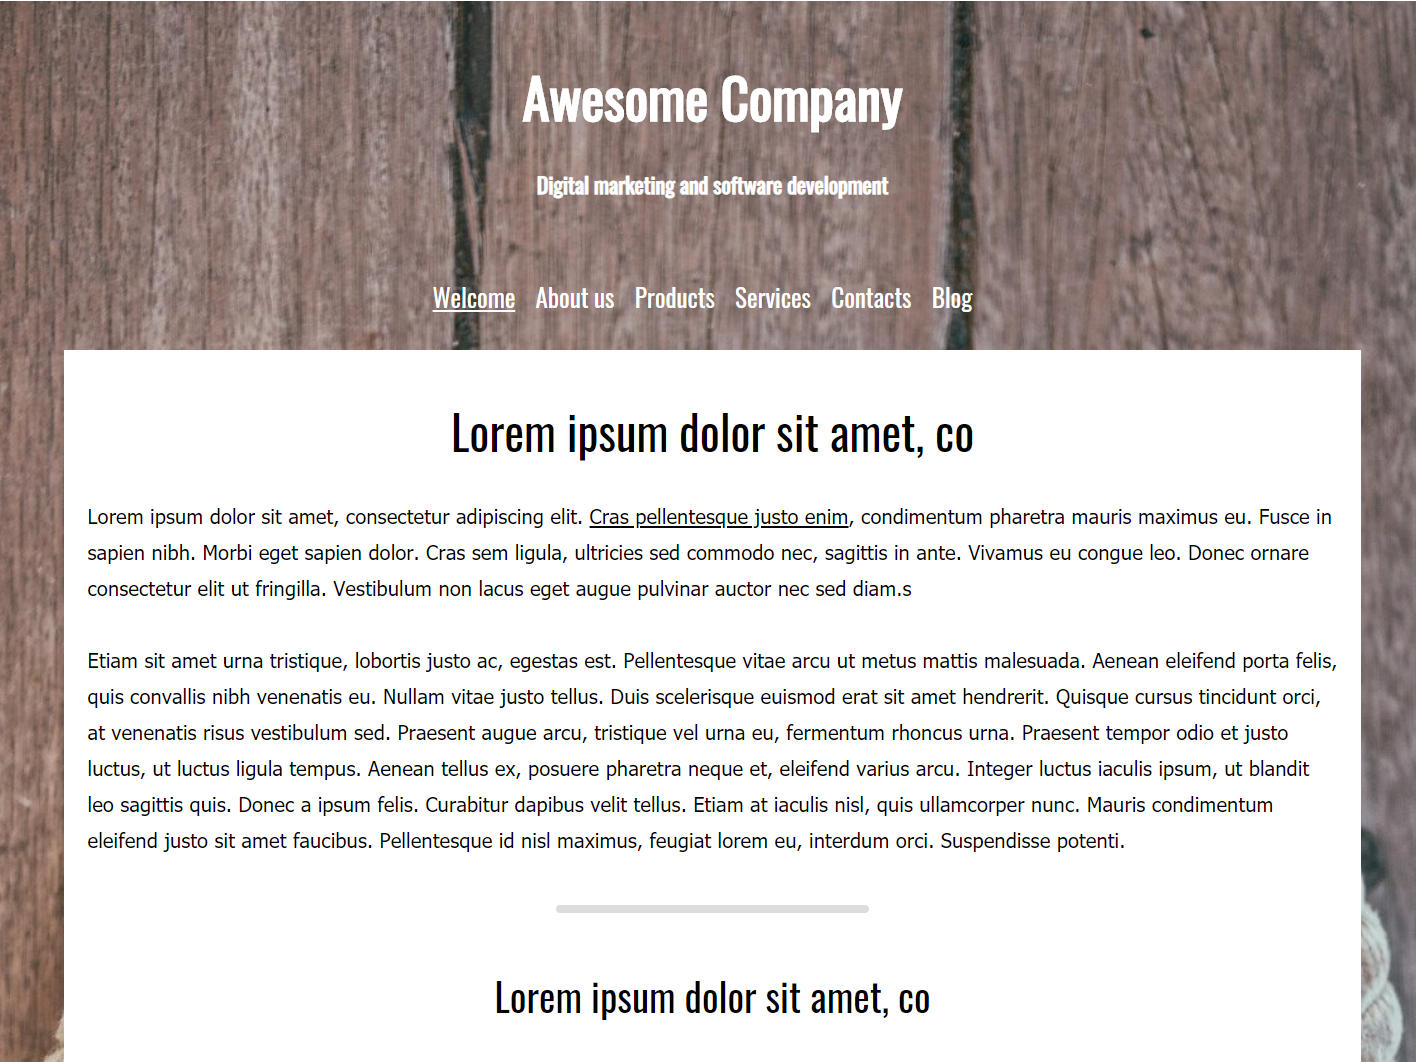 Awesome Company
Digital marketing and software development
Welcome About us Products Services Contacts Blog
Lorem ipsum dolor sit amet, co
Lorem ipsum dolor sit amet, consectetur adipiscing elit. Cras pellentesque justo enim, condimentum pharetra mauris maximus eu. Fusce in
sapien nibh. Morbi eget sapien dolor. Cras sem ligula, ultricies sed commodo nec, sagittis in ante. Vivamus eu congue leo. Donec ornare
consectetur elit ut fringilla. Vestibulum non lacus eget augue pulvinar auctor nec sed diam.s
Etiam sit amet urna tristique, lobortis justo ac, egestas est. Pellentesque vitae arcu ut metus mattis malesuada. Aenean eleifend porta felis,
quis convallis nibh venenatis eu. Nullam vitae justo tellus. Duis scelerisque euismod erat sit amet hendrerit. Quisque cursus tincidunt orci,
at venenatis risus vestibulum sed. Praesent augue arcu, tristique vel urna eu, fermentum rhoncus urna. Praesent tempor odio et justo
luctus, ut luctus ligula tempus. Aenean tellus ex, posuere pharetra neque et, eleifend varius arcu. Integer luctus iaculis ipsum, ut blandit
leo sagittis quis. Donec a ipsum felis. Curabitur dapibus velit tellus. Etiam at iaculis nisl, quis ullamcorper nunc. Mauris condimentum
eleifend justo sit amet faucibus. Pellentesque id nisl maximus, feugiat lorem eu, interdum orci. Suspendisse potenti.
Lorem ipsum dolor sit amet, co